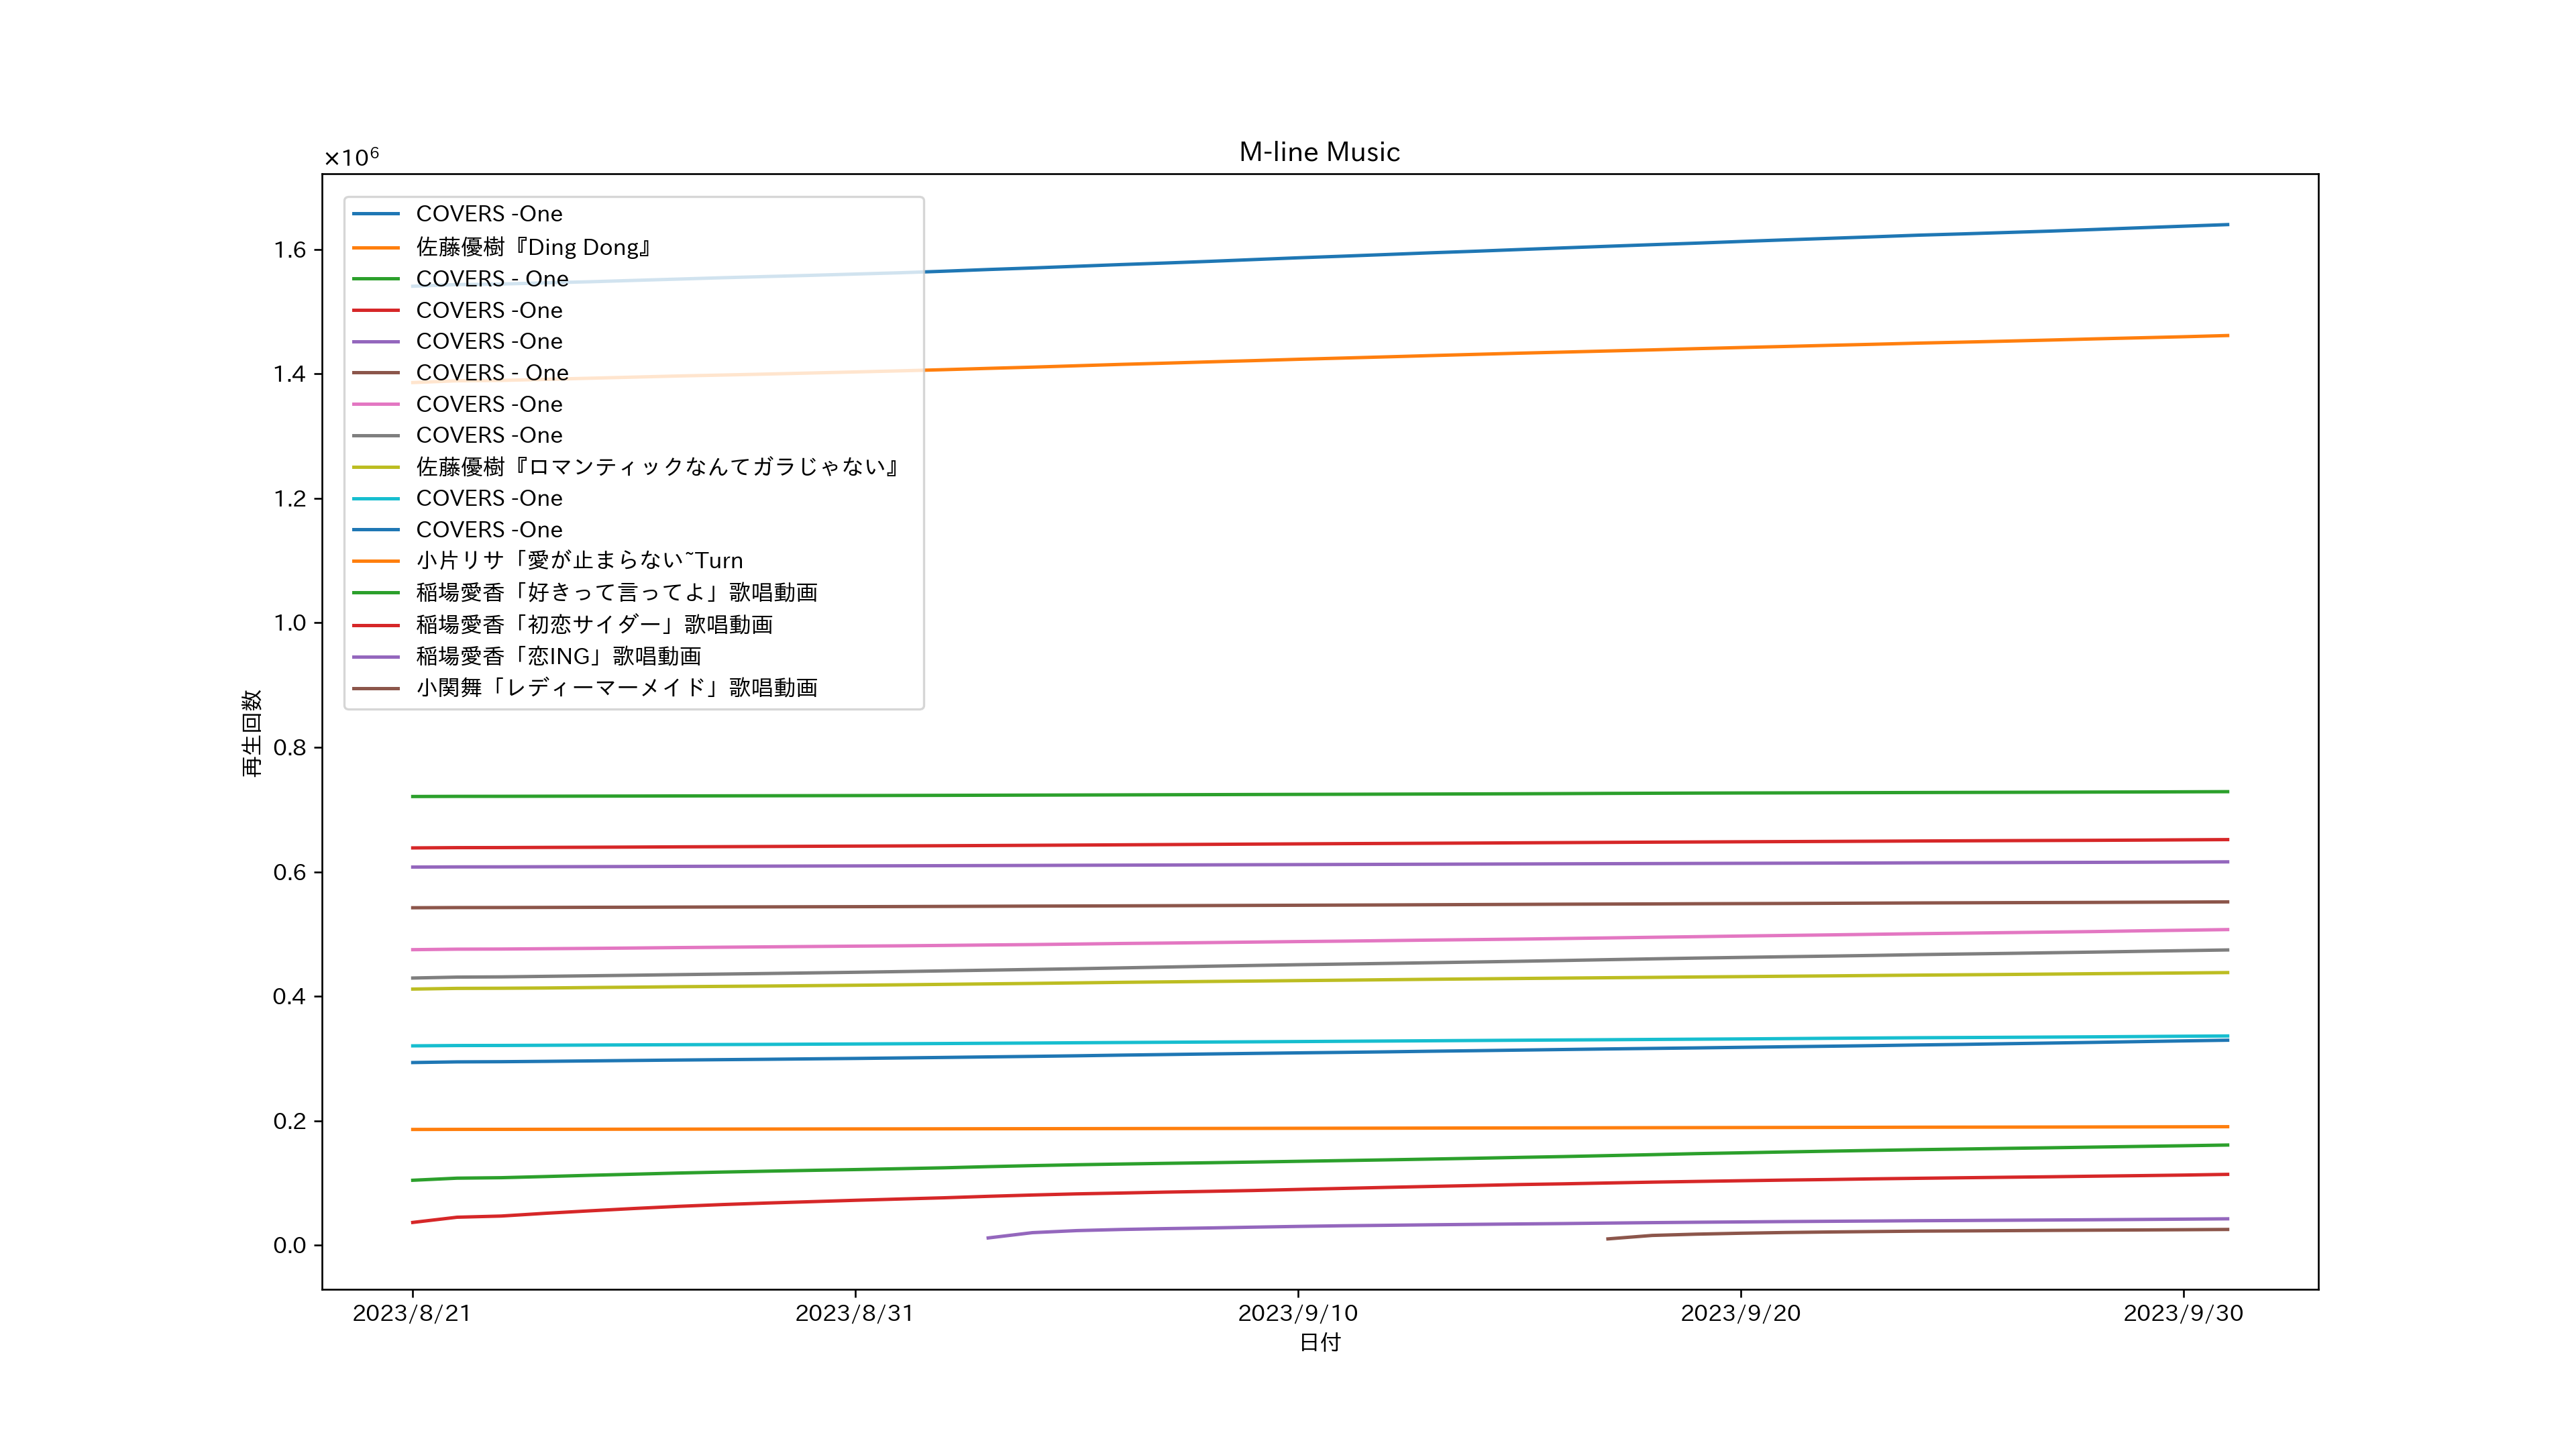 M-line Music
×10⁶
COVERS -One
佐藤優樹『Ding Dong』
COVERS - One
COVERS -One
COVERS -One
COVERS - One
COVERS -One
COVERS -One
佐藤優樹『ロマンティックなんてガラじゃない』
COVERS -One
COVERS -One
小片リサ「愛が止まらない~Turn
稲場愛香「好きって言ってよ」歌唱動画
稲場愛香「初恋サイダー」歌唱動画
稲場愛香「恋ING」歌唱動画
小関舞「レディーマーメイド」歌唱動画
1.6
1.4
1.2
1.0
0.8
0.6
0.4
0.2
0.0
再生回数
2023/8/21
2023/8/31
2023/9/10
2023/9/20
2023/9/30
日付